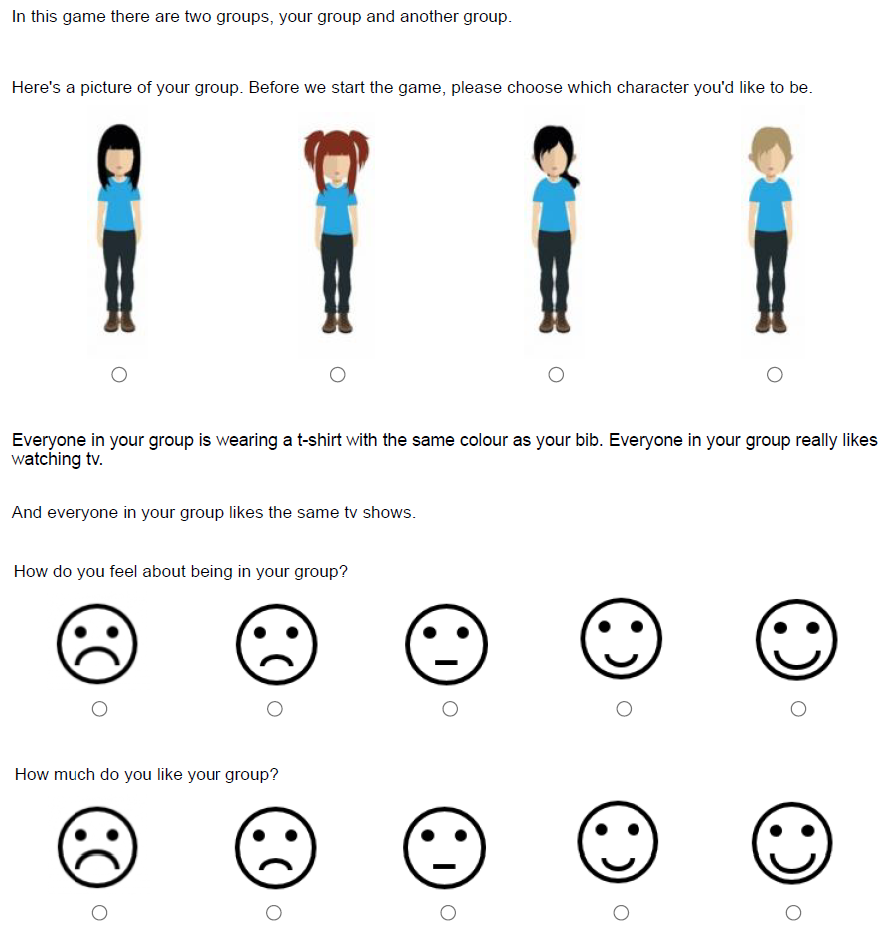 In this game there are two groups, your group and another group.
Here's a picture of your group. Before we start the game, please choose which character you'd like to be.
Everyone in your group is wearing a t-shirt with the same colour as your bib. Everyone in your group really likes
watching tv.
And everyone in your group likes the same tv shows.
How do you feel about being in your group?
How much do you like your group?